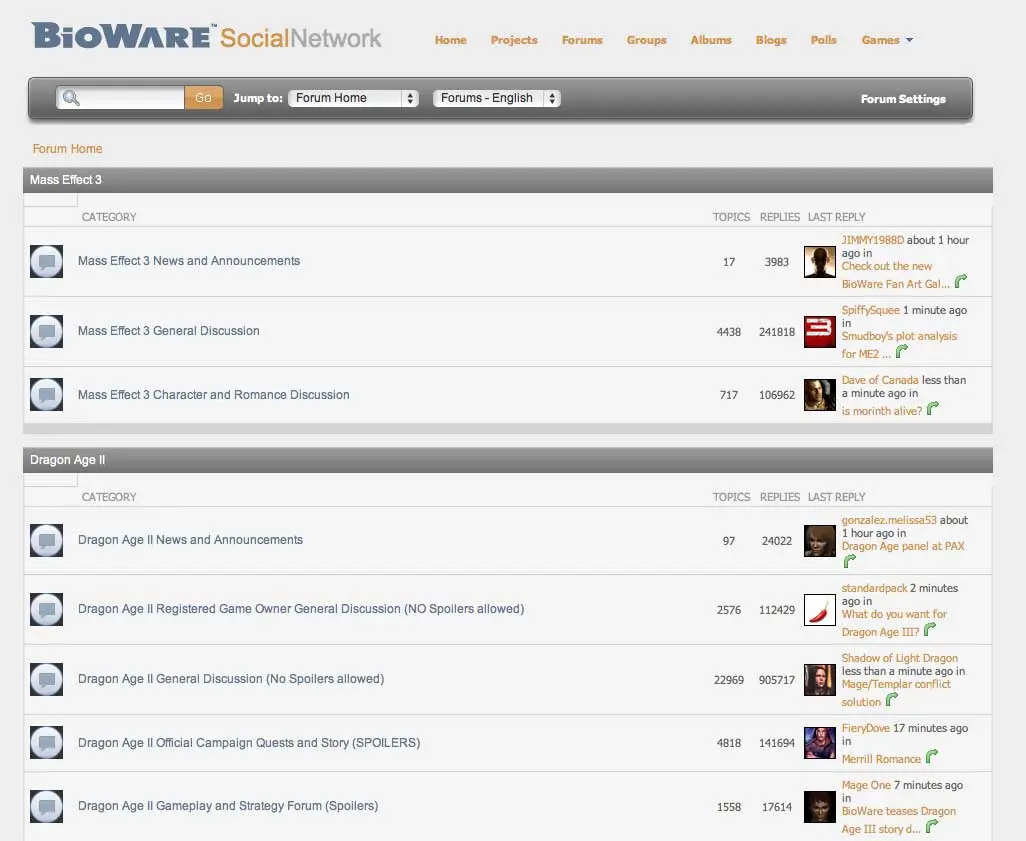 BIOWARE™ SocialNetwork
Home Projects Forums Groups Albums Blogs Polls Games
Go Jump to: Forum Home Forums - English Forum Settings
Forum Home
Mass Effect 3
CATEGORY TOPICS REPLIES LAST REPLY
Mass Effect 3 News and Announcements 17 3983 JIMMY1988D about 1 hour
ago in
Check out the new
BioWare Fan Art Gal...
Mass Effect 3 General Discussion 4438 241818 SpiffySquee 1 minute ago
in
Smudboy's plot analysis
for ME2 ...
Mass Effect 3 Character and Romance Discussion 717 106962 Dave of Canada less than
a minute ago in
is morinth alive?
Dragon Age II
CATEGORY TOPICS REPLIES LAST REPLY
Dragon Age II News and Announcements 97 24022 gonzalez.melissa53 about
1 hour ago in
Dragon Age panel at PAX
Dragon Age II Registered Game Owner General Discussion (NO Spoilers allowed) 2576 112429 standardpack 2 minutes
ago in
What do you want for
Dragon Age III?
Dragon Age II General Discussion (No Spoilers allowed) 22969 905717 Shadow of Light Dragon
less than a minute ago in
Mage/Templar conflict
solution
Dragon Age II Official Campaign Quests and Story (SPOILERS) 4818 141694 FieryDove 17 minutes ago
in
Merrill Romance
Dragon Age II Gameplay and Strategy Forum (Spoilers) 1558 17614 Mage One 7 minutes ago
in
BioWare teases Dragon
Age III story d...